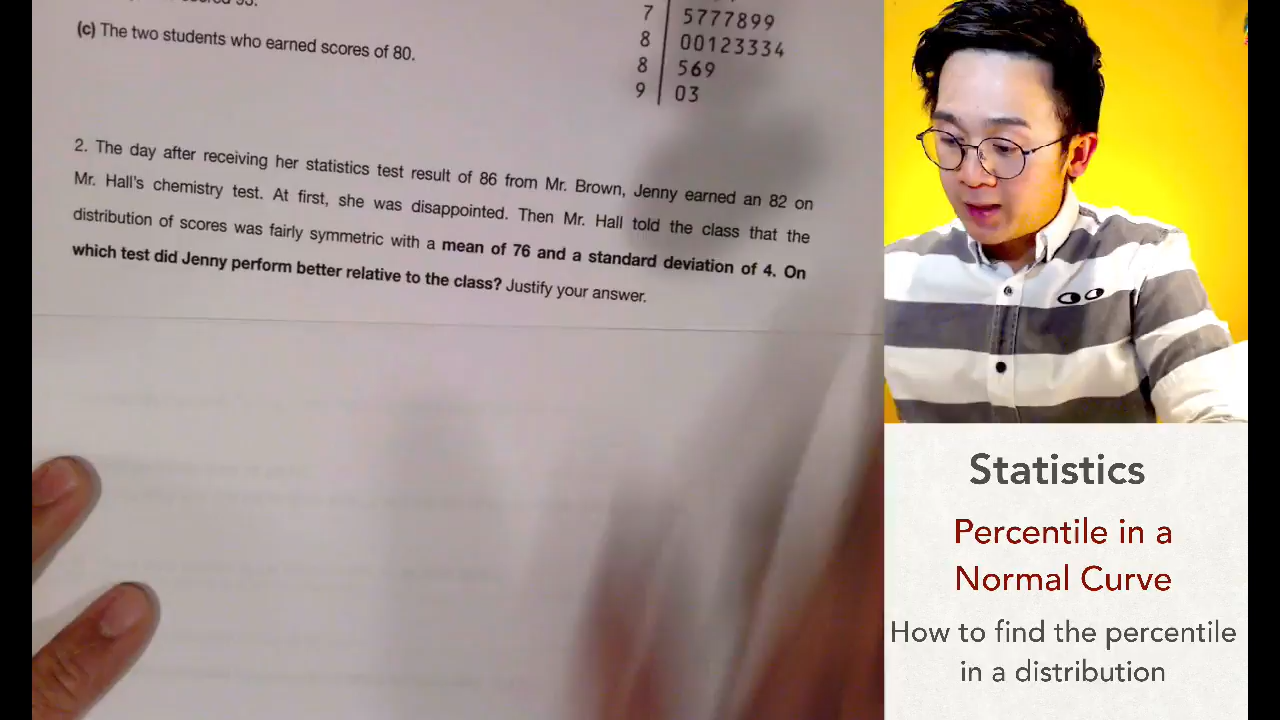 (c) The two students who earned scores of 80.
7 | 5777899
8 | 00123334
8 | 569
9 | 03
2. The day after receiving her statistics test result of 86 from Mr. Brown, Jenny earned an 82 on
Mr. Hall's chemistry test. At first, she was disappointed. Then Mr. Hall told the class that the
distribution of scores was fairly symmetric with a mean of 76 and a standard deviation of 4. On
which test did Jenny perform better relative to the class? Justify your answer.
Statistics
Percentile in a
Normal Curve
How to find the percentile
in a distribution